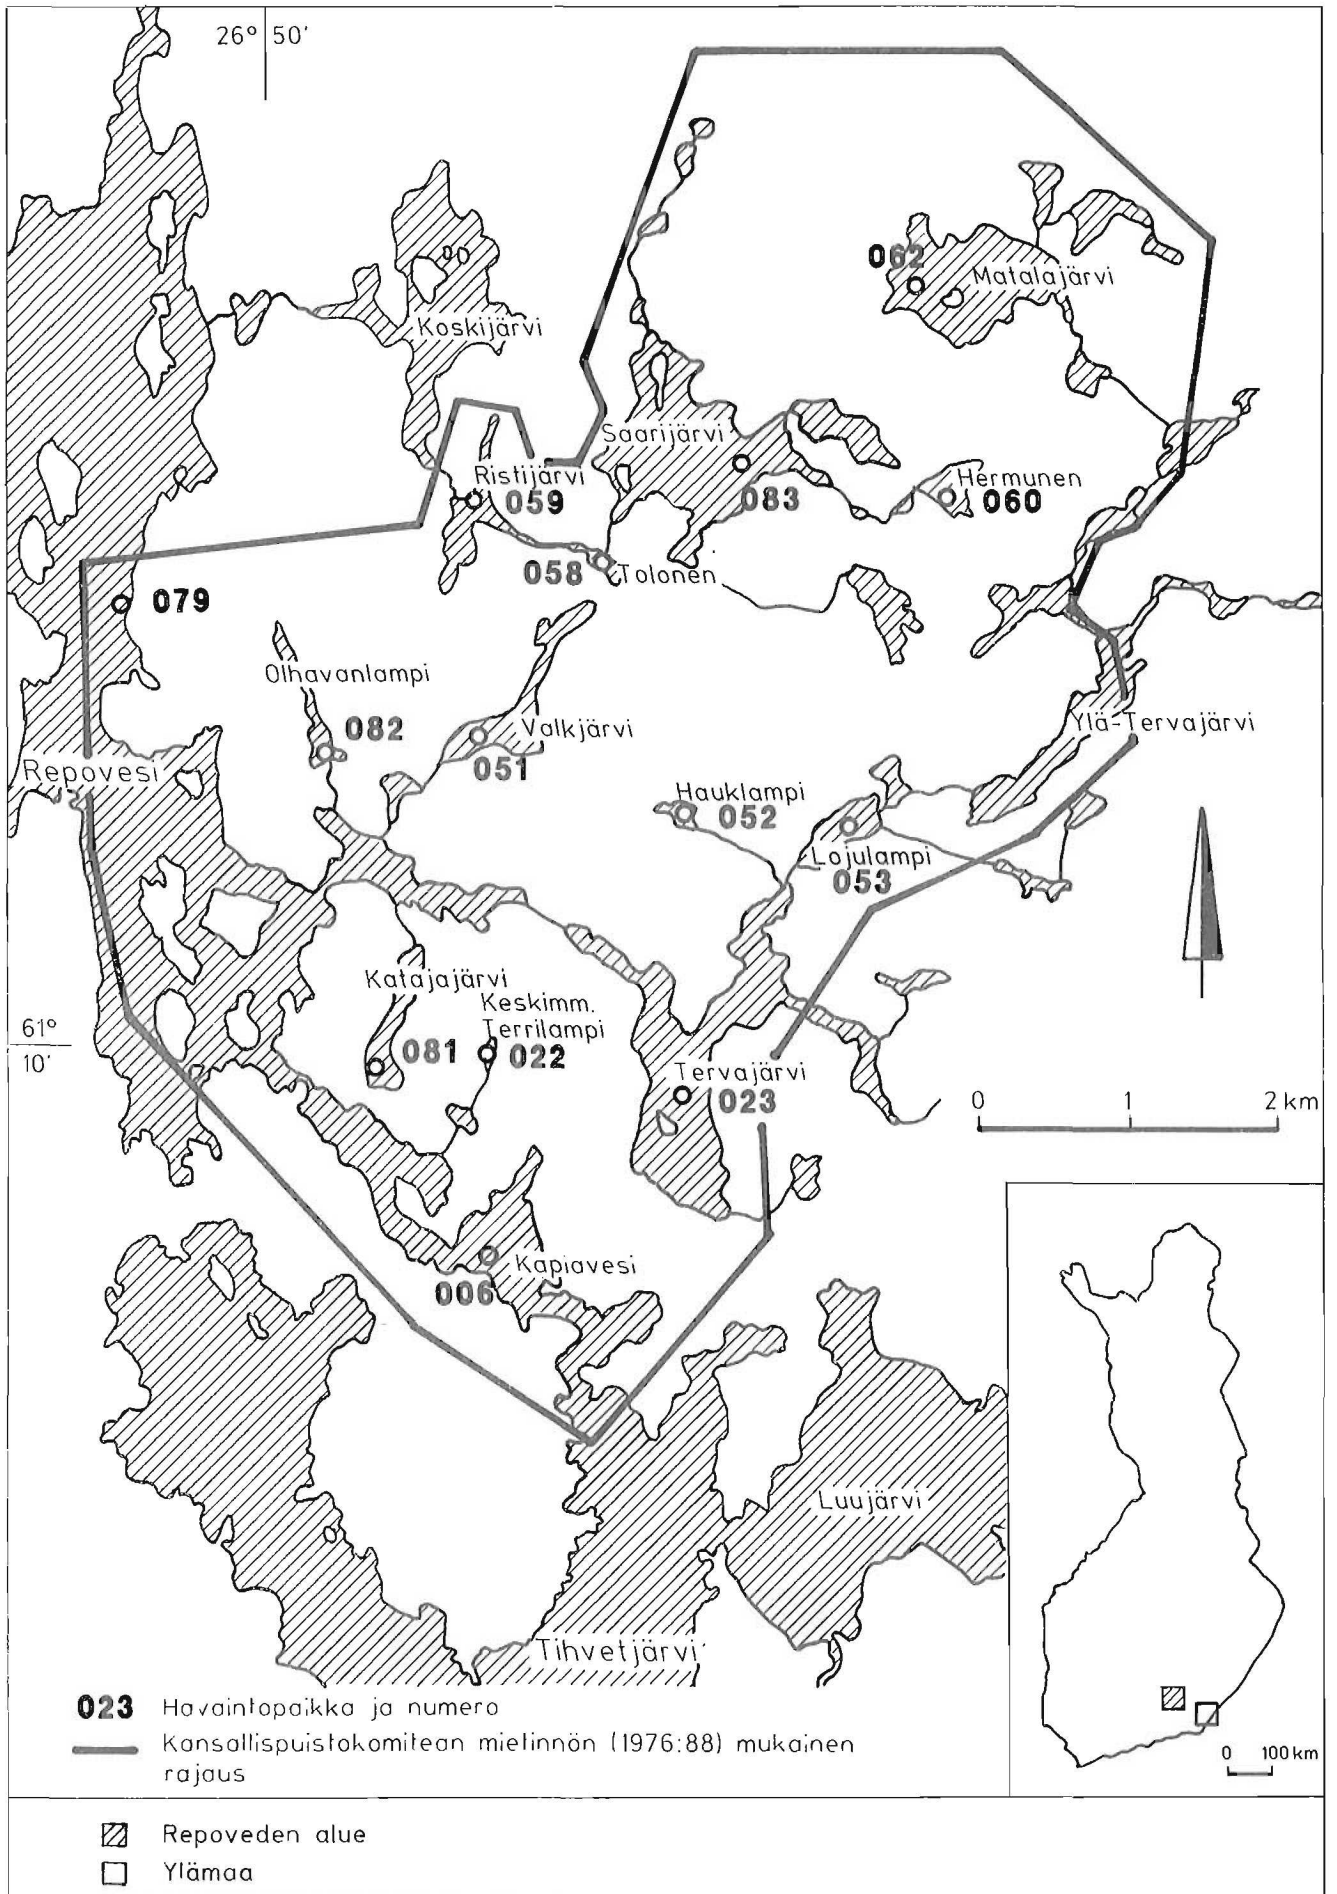 26° 50'
062
Matalajärvi
Koskijärvi
Saarijärvi
Ristijärvi
059
083
Hermunen
060
058
Tolonen
079
Olhavanlampi
082
Valkjärvi
051
Ylä-Tervajärvi
Repovesi
Hauklampi
052
Lojulampi
053
Katajajärvi
Keskimm.
Terrilampi
081
022
61°
10'
Tervajärvi
023
0 1 2 km
Kapiavesi
006
Luujärvi
Tihvetjärvi
023 Havaintopaikka ja numero
Kansallispuistokomitean mietinnön (1976:88) mukainen
rajaus
0 100 km
Repoveden alue
Ylämaa